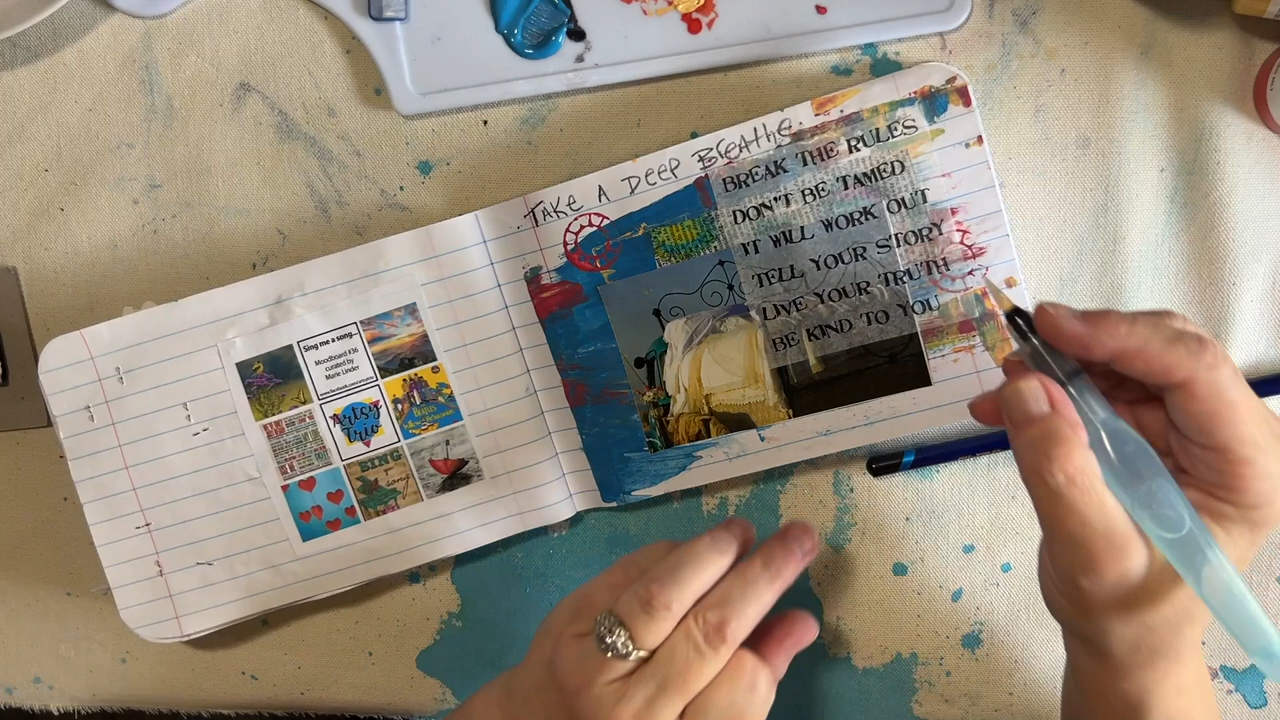 TAKE A DEEP BREATHE.
BREAK THE RULES
DON"T BE TAMED
IT WILL WORK OUT
TELL YOUR STORY
LIVE YOUR TRUTH
BE KIND TO YOU
Sing me a song...
Moodboard #36
curated by
Marie Linder
Artsy
trio
SING
a
song